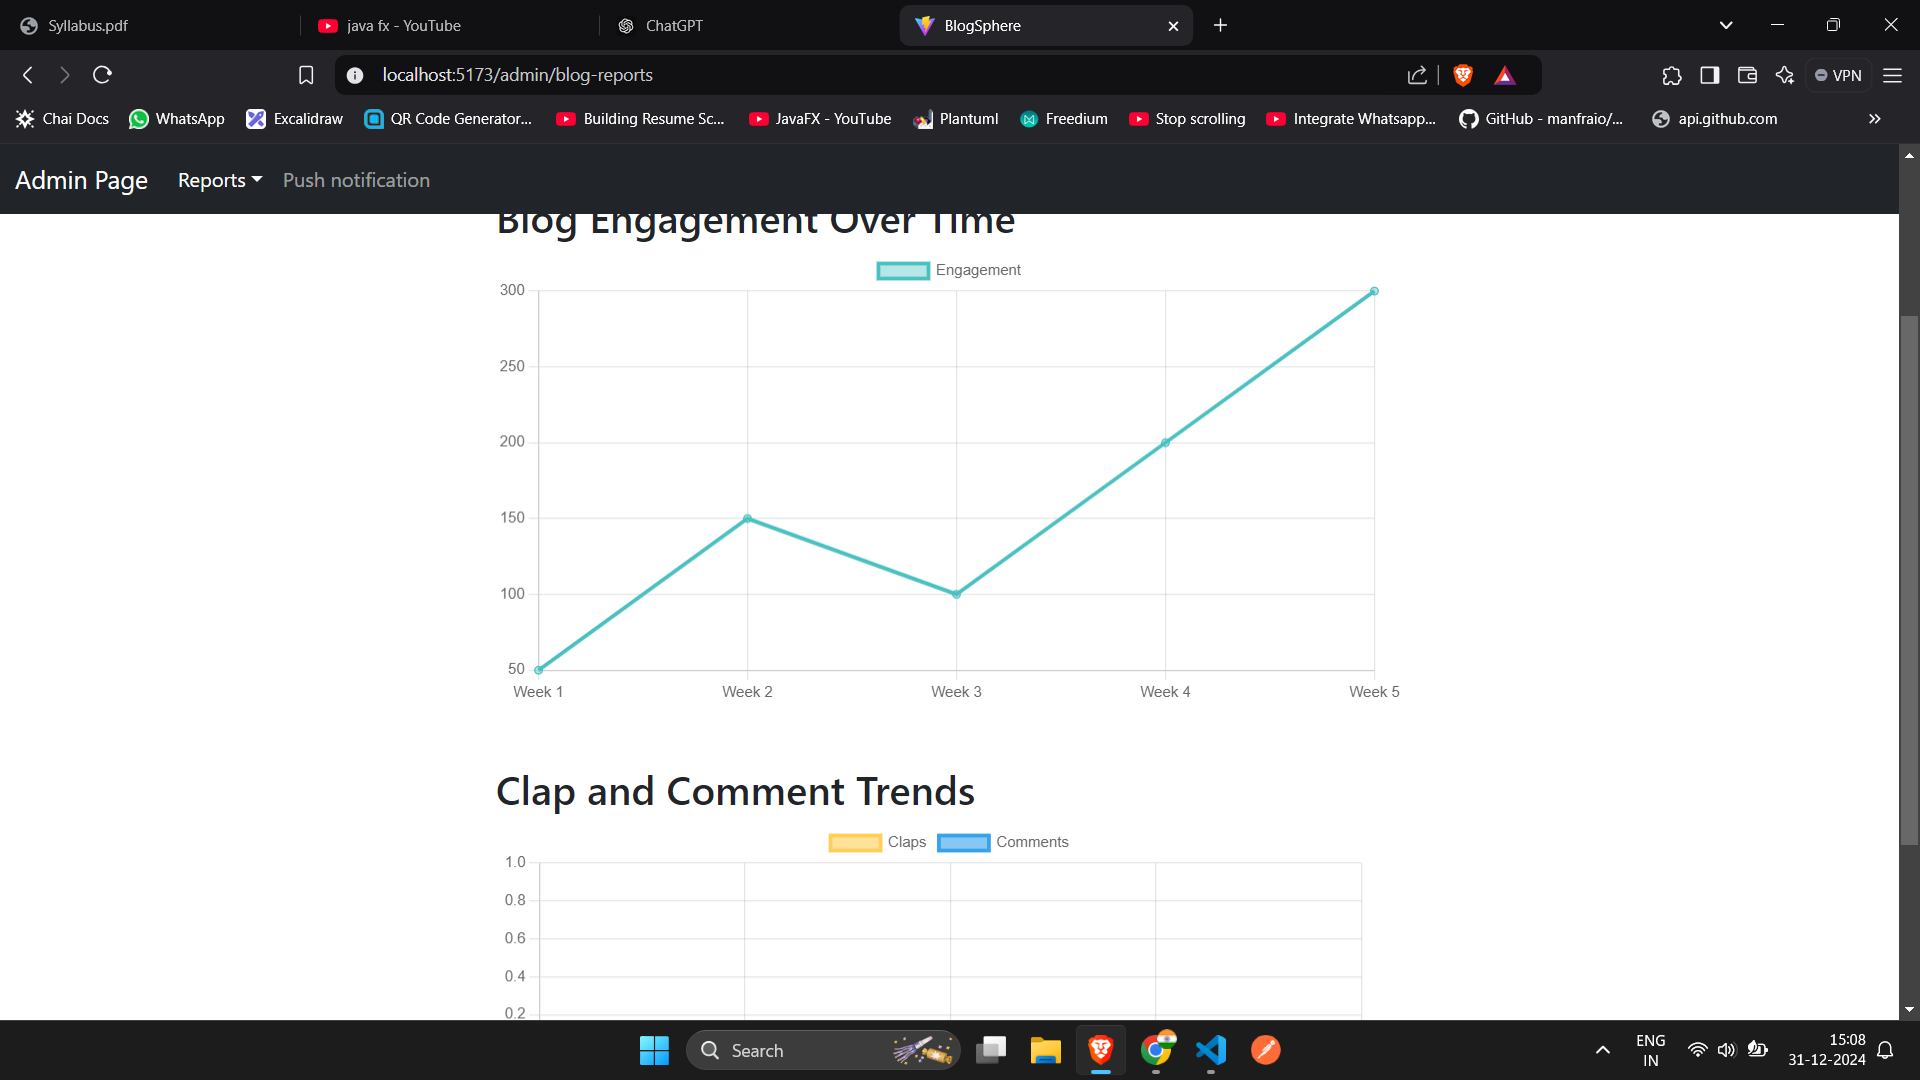 Syllabus.pdf
java fx - YouTube
ChatGPT
BlogSphere
localhost:5173/admin/blog-reports
VPN
Chai Docs
WhatsApp
Excalidraw
QR Code Generator...
Building Resume Sc...
JavaFX - YouTube
Plantuml
Freedium
Stop scrolling
Integrate Whatsapp...
GitHub - manfraio/...
api.github.com
Admin Page
Reports
Push notification
Blog Engagement Over Time
Engagement
300
250
200
150
100
50
Week 1
Week 2
Week 3
Week 4
Week 5
Clap and Comment Trends
Claps
Comments
1.0
0.8
0.6
0.4
0.2
Search
ENG
IN
15:08
31-12-2024